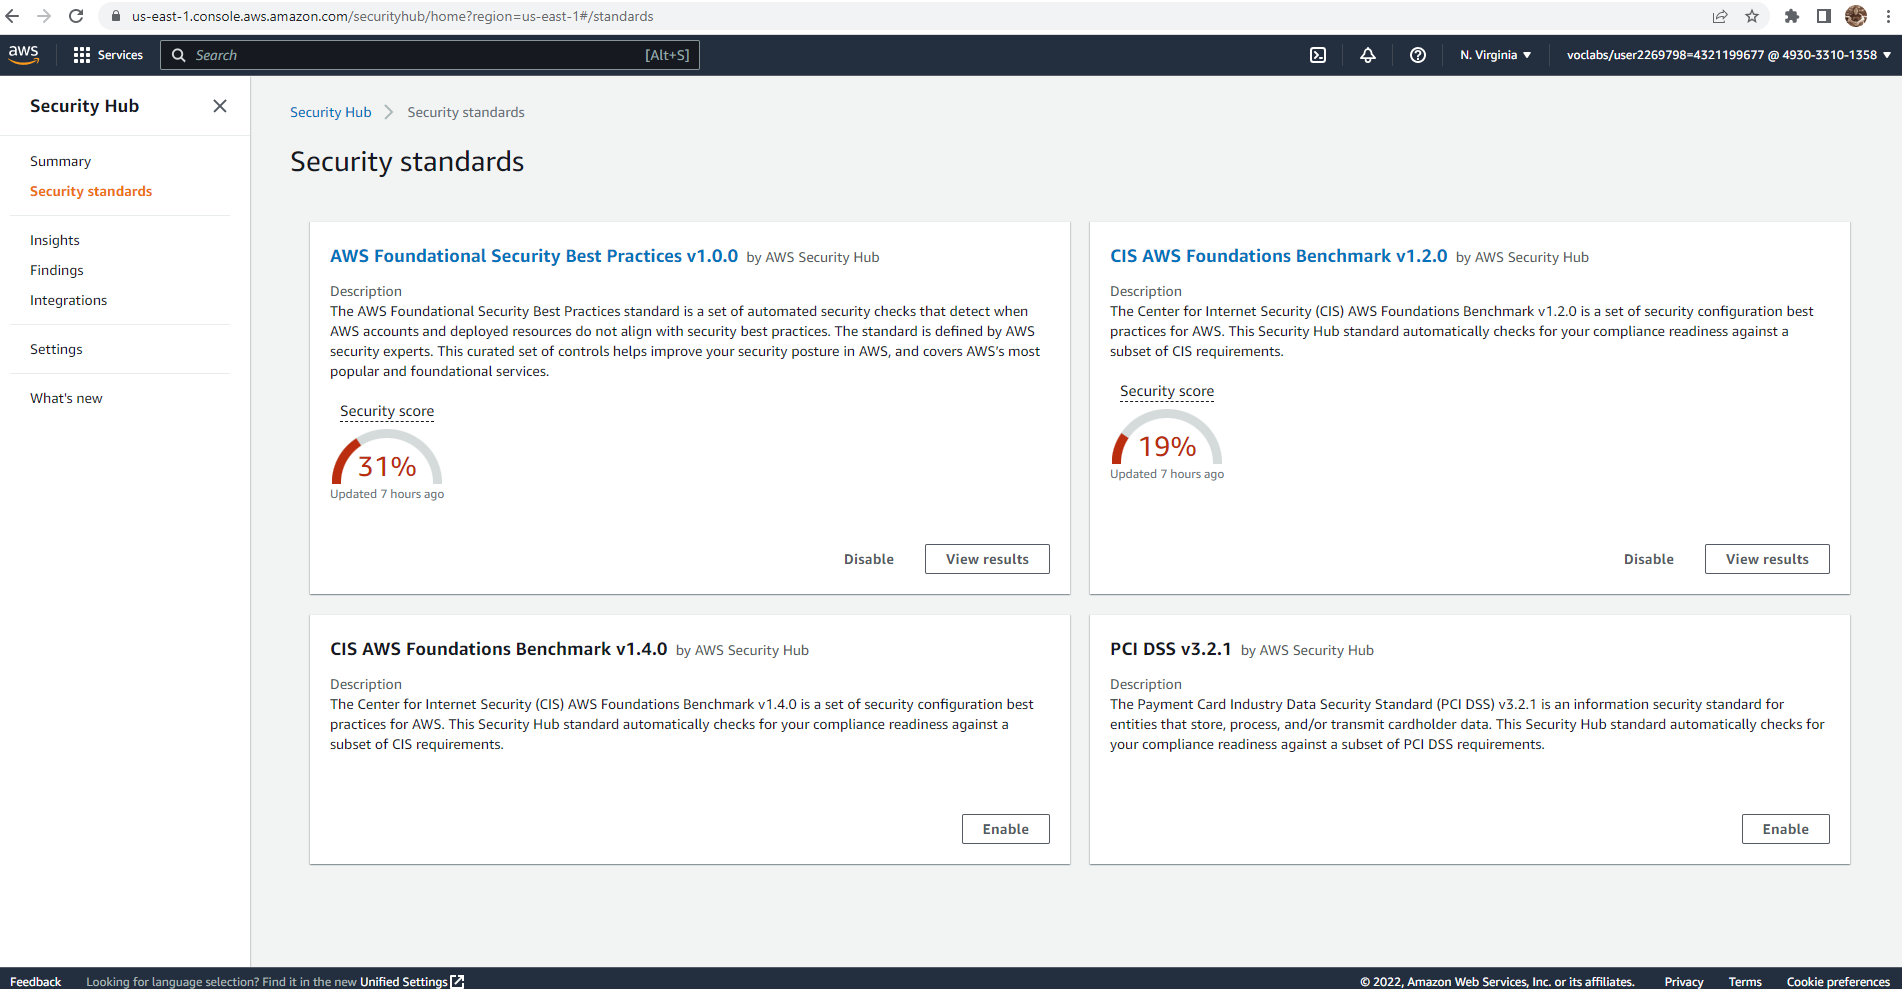 us-east-1.console.aws.amazon.com/securityhub/home?region=us-east-1#/standards
aws
Services
Search
[Alt+S]
N. Virginia
voclabs/user2269798=4321199677 @ 4930-3310-1358
Security Hub
Summary
Security standards
Insights
Findings
Integrations
Settings
What's new
Security Hub
Security standards
Security standards
AWS Foundational Security Best Practices v1.0.0 by AWS Security Hub
Description
The AWS Foundational Security Best Practices standard is a set of automated security checks that detect when
AWS accounts and deployed resources do not align with security best practices. The standard is defined by AWS
security experts. This curated set of controls helps improve your security posture in AWS, and covers AWS's most
popular and foundational services.
Security score
31%
Updated 7 hours ago
Disable
View results
CIS AWS Foundations Benchmark v1.2.0 by AWS Security Hub
Description
The Center for Internet Security (CIS) AWS Foundations Benchmark v1.2.0 is a set of security configuration best
practices for AWS. This Security Hub standard automatically checks for your compliance readiness against a
subset of CIS requirements.
Security score
19%
Updated 7 hours ago
Disable
View results
CIS AWS Foundations Benchmark v1.4.0 by AWS Security Hub
Description
The Center for Internet Security (CIS) AWS Foundations Benchmark v1.4.0 is a set of security configuration best
practices for AWS. This Security Hub standard automatically checks for your compliance readiness against a
subset of CIS requirements.
Enable
PCI DSS v3.2.1 by AWS Security Hub
Description
The Payment Card Industry Data Security Standard (PCI DSS) v3.2.1 is an information security standard for
entities that store, process, and/or transmit cardholder data. This Security Hub standard automatically checks for
your compliance readiness against a subset of PCI DSS requirements.
Enable
Feedback
Looking for language selection? Find it in the new Unified Settings
© 2022, Amazon Web Services, Inc. or its affiliates.
Privacy
Terms
Cookie preferences